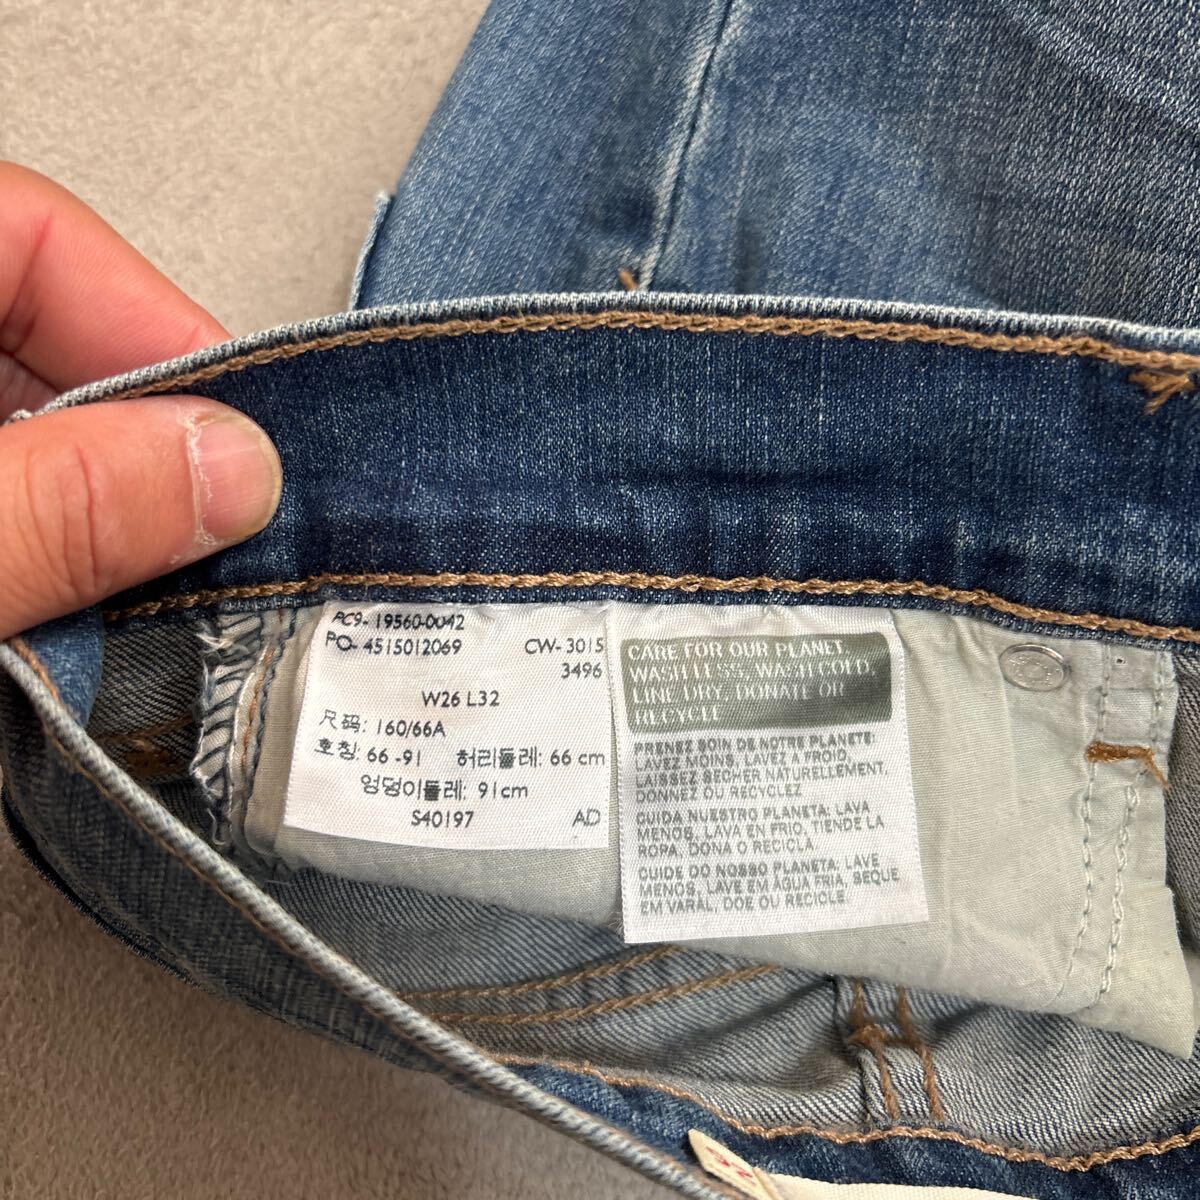 PC9- 19560-0042
PO- 4515012069 CW- 3015
3496
W26 L32
尺码: 160/66A
호칭: 66 -91 허리둘레: 66 cm
엉덩이둘레: 91cm
S40197 AD
CARE FOR OUR PLANET.
WASH LESS, WASH COLD,
LINE DRY, DONATE OR
RECYCLE
PRENEZ SOIN DE NOTRE PLANETE:
LAVEZ MOINS, LAVEZ A FROID,
LAISSEZ SECHER NATURELLEMENT,
DONNEZ OU RECYCLEZ
CUIDA NUESTRO PLANETA: LAVA
MENOS, LAVA EN FRIO, TIENDE LA
ROPA, DONA O RECICLA.
CUIDE DO NOSSO PLANETA: LAVE
MENOS, LAVE EM ÁGUA FRIA, SEQUE
EM VARAL, DOE OU RECICLE.